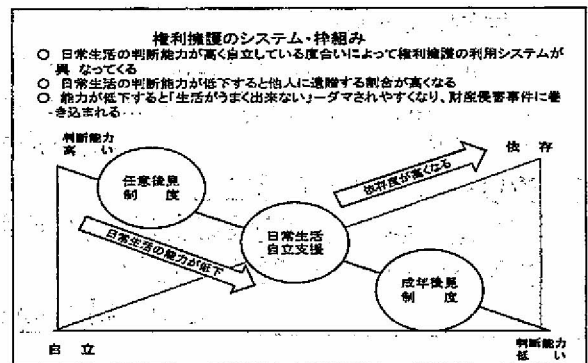 権利擁護のシステム・枠組み
○ 日常生活の判断能力が高く自立している度合いによって権利擁護の利用システムが
異なってくる
○ 日常生活の判断能力が低下すると他人に遺贈する割合が高くなる
○ 能力が低下すると「生活がうまく出来ない」ーダマされやすくなり、財産侵害事件に巻
き込まれる・・・
判断能力
高い
依存
任意後見
制度
依存度が高くなる
日常生活
自立支援
日常生活の能力が低下
成年後見
制度
自立
判断能力
低い